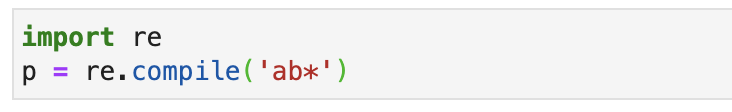 import re
p = re.compile('ab*')